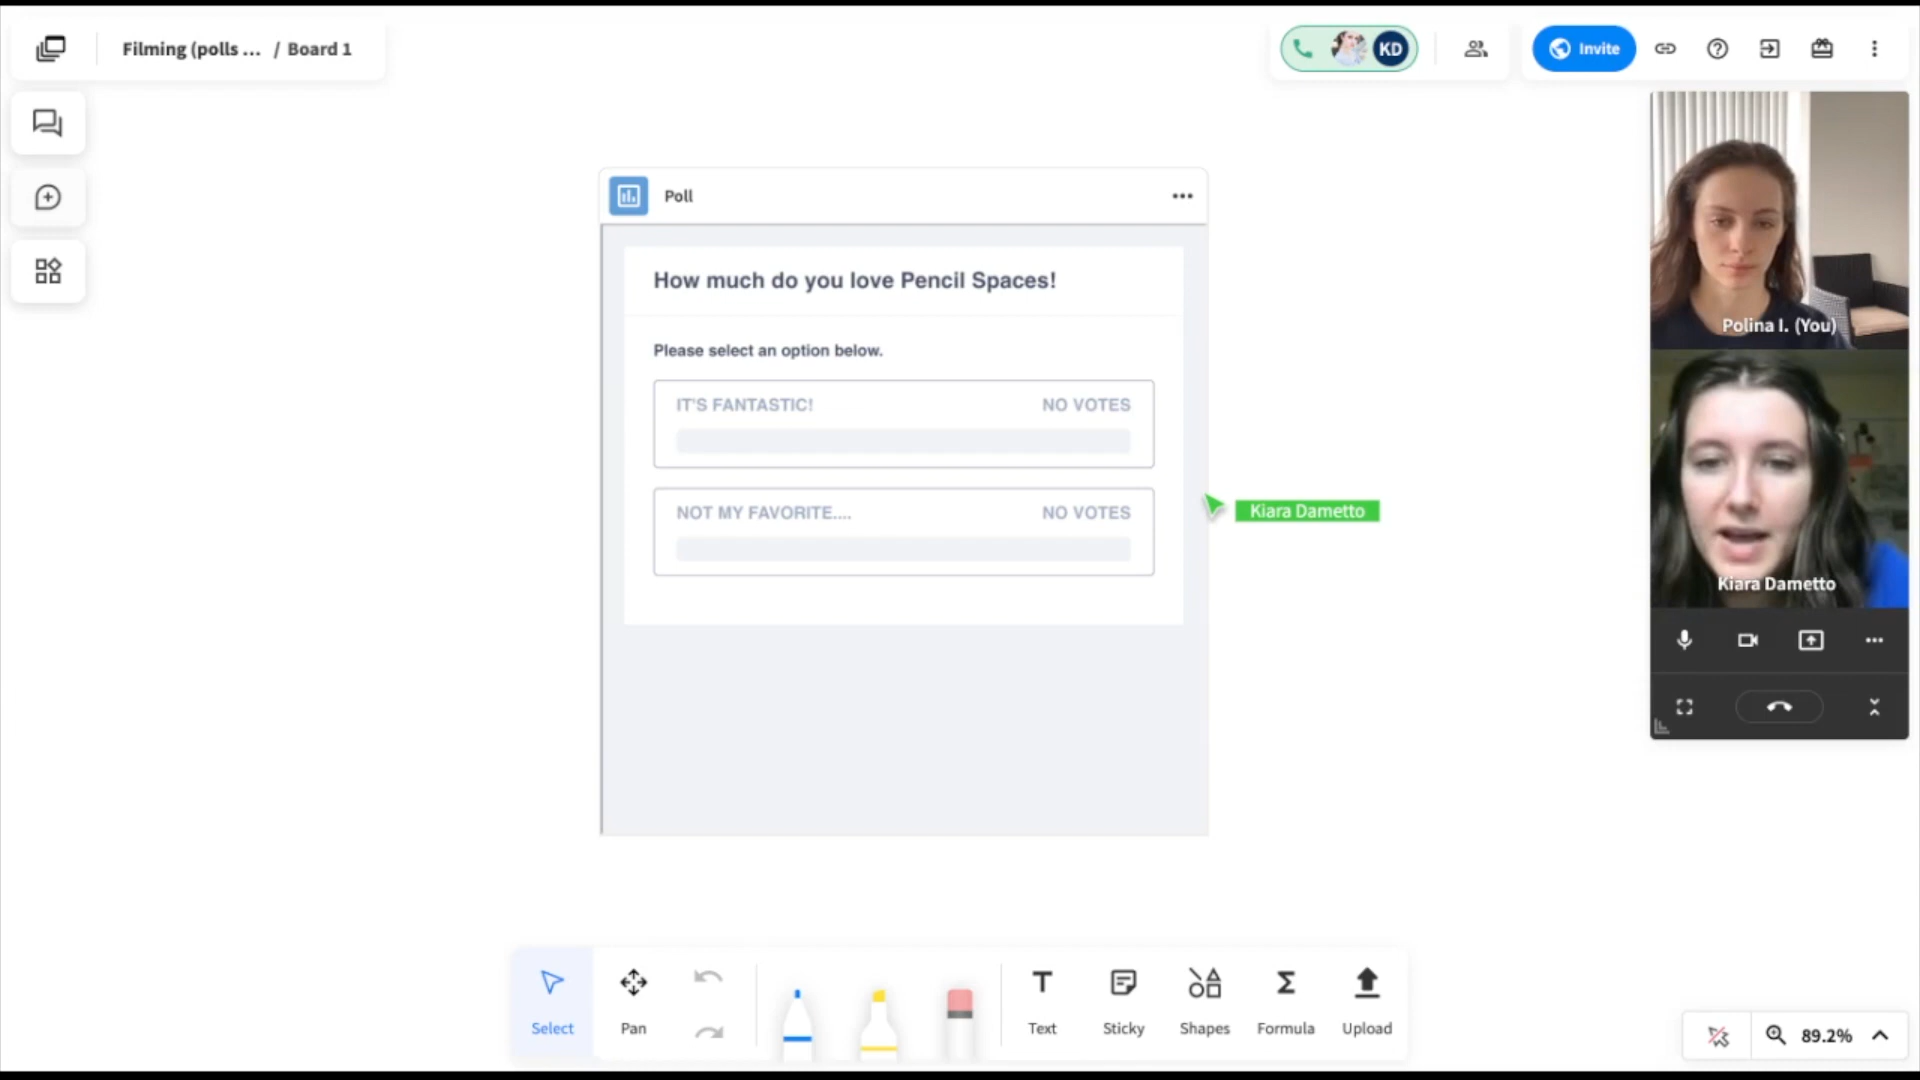 Filming (polls ... / Board 1
KD
Invite
Poll
How much do you love Pencil Spaces!
Please select an option below.
IT'S FANTASTIC! NO VOTES
NOT MY FAVORITE.... NO VOTES
Kiara Dametto
Polina I. (You)
Kiara Dametto
Select
Pan
Text
Sticky
Shapes
Formula
Upload
89.2%